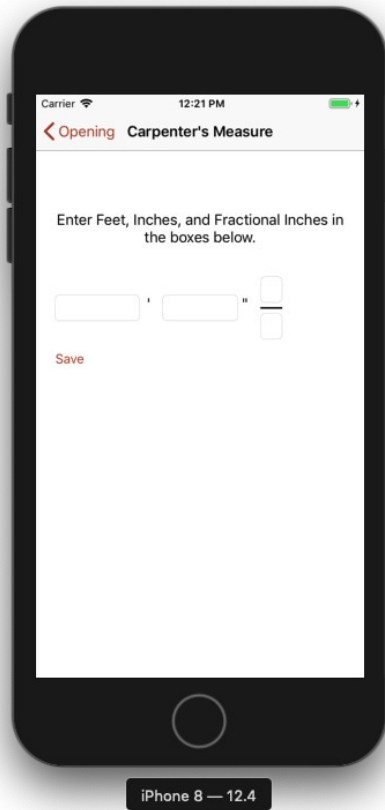 Carrier 12:21 PM
Opening Carpenter's Measure
Enter Feet, Inches, and Fractional Inches in
the boxes below.
' "
Save
iPhone 8 — 12.4